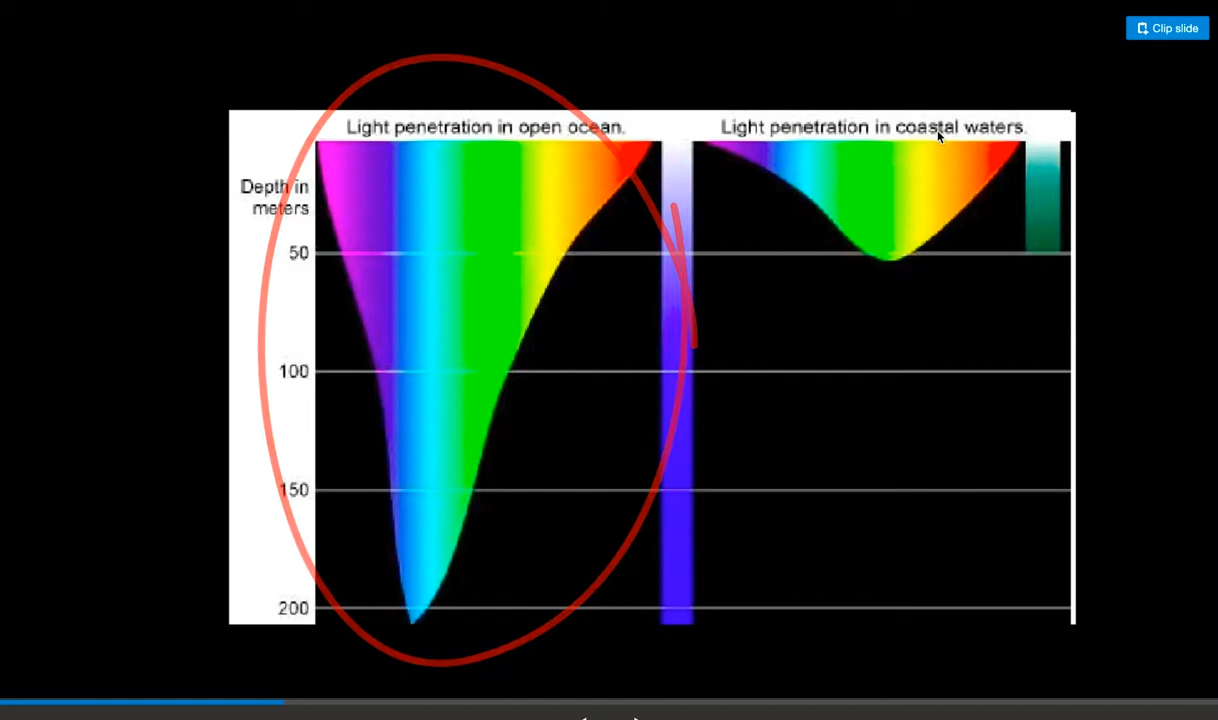 Clip slide
Light penetration in open ocean.
Light penetration in coastal waters.
Depth in
meters
50
100
150
200